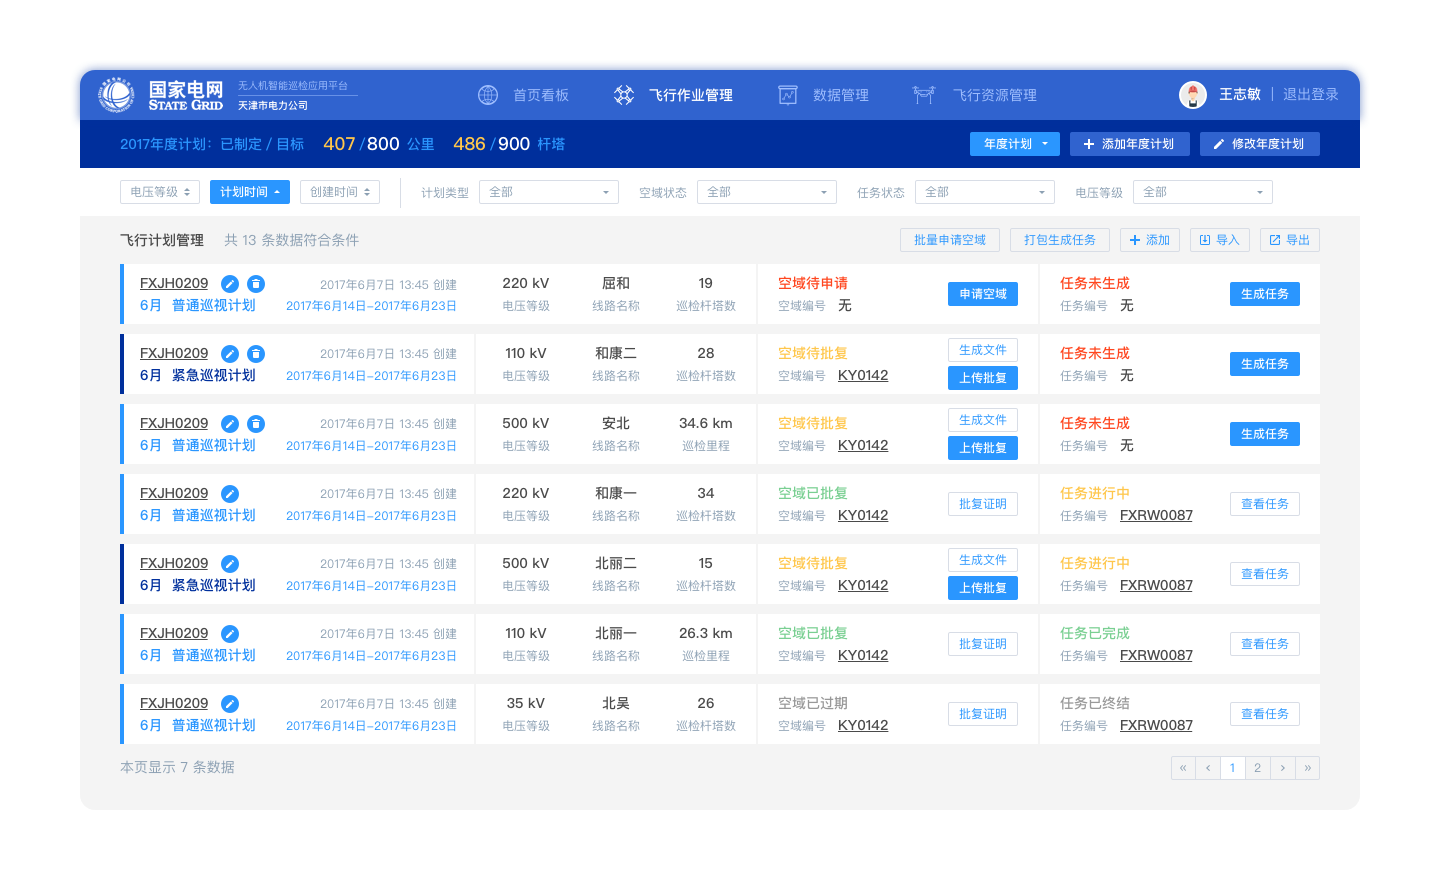 国家电网
STATE GRID
无人机智能巡检应用平台
天津市电力公司
首页看板
飞行作业管理
数据管理
飞行资源管理
王志敏 | 退出登录
2017年度计划：已制定 / 目标 407 / 800 公里 486 / 900 杆塔
年度计划
添加年度计划
修改年度计划
电压等级
计划时间
创建时间
计划类型 全部
空域状态 全部
任务状态 全部
电压等级 全部
飞行计划管理 共 13 条数据符合条件
批量申请空域
打包生成任务
添加
导入
导出
FXJH0209 2017年6月7日 13:45 创建 220 kV 屈和 19 空域待申请 申请空域 任务未生成 生成任务
6月 普通巡视计划 2017年6月14日-2017年6月23日 电压等级 线路名称 巡检杆塔数 空域编号 无 任务编号 无
FXJH0209 2017年6月7日 13:45 创建 110 kV 和康二 28 空域待批复 生成文件 任务未生成 生成任务
6月 紧急巡视计划 2017年6月14日-2017年6月23日 电压等级 线路名称 巡检杆塔数 空域编号 KY0142 上传批复 任务编号 无
FXJH0209 2017年6月7日 13:45 创建 500 kV 安北 34.6 km 空域待批复 生成文件 任务未生成 生成任务
6月 普通巡视计划 2017年6月14日-2017年6月23日 电压等级 线路名称 巡检里程 空域编号 KY0142 上传批复 任务编号 无
FXJH0209 2017年6月7日 13:45 创建 220 kV 和康一 34 空域已批复 批复证明 任务进行中 查看任务
6月 普通巡视计划 2017年6月14日-2017年6月23日 电压等级 线路名称 巡检杆塔数 空域编号 KY0142 任务编号 FXRW0087
FXJH0209 2017年6月7日 13:45 创建 500 kV 北丽二 15 空域待批复 生成文件 任务进行中 查看任务
6月 紧急巡视计划 2017年6月14日-2017年6月23日 电压等级 线路名称 巡检杆塔数 空域编号 KY0142 上传批复 任务编号 FXRW0087
FXJH0209 2017年6月7日 13:45 创建 110 kV 北丽一 26.3 km 空域已批复 批复证明 任务已完成 查看任务
6月 普通巡视计划 2017年6月14日-2017年6月23日 电压等级 线路名称 巡检里程 空域编号 KY0142 任务编号 FXRW0087
FXJH0209 2017年6月7日 13:45 创建 35 kV 北吴 26 空域已过期 批复证明 任务已终结 查看任务
6月 普通巡视计划 2017年6月14日-2017年6月23日 电压等级 线路名称 巡检杆塔数 空域编号 KY0142 任务编号 FXRW0087
本页显示 7 条数据
« ‹ 1 2 › »